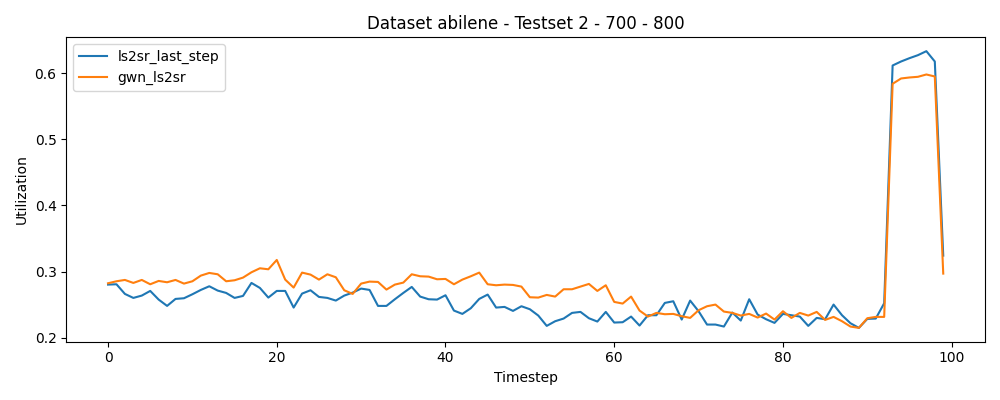 Dataset abilene - Testset 2 - 700 - 800
ls2sr_last_step
gwn_ls2sr
Utilization
0.6
0.5
0.4
0.3
0.2
0 20 40 60 80 100
Timestep